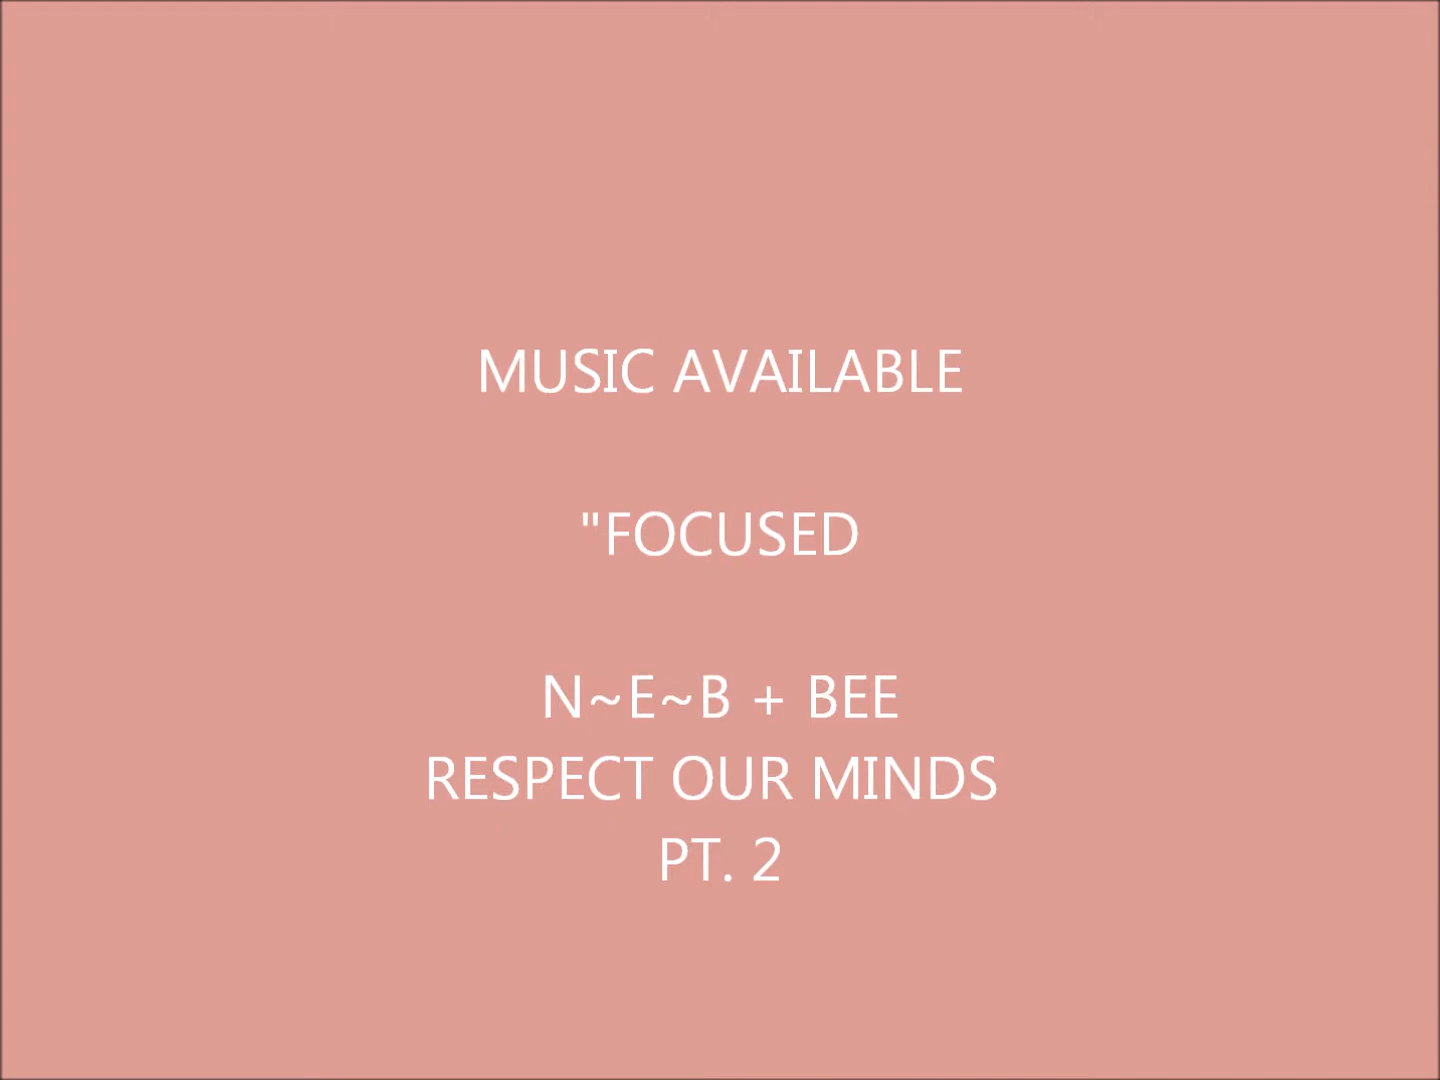 MUSIC AVAILABLE
"FOCUSED
N~E~B + BEE
RESPECT OUR MINDS
PT. 2